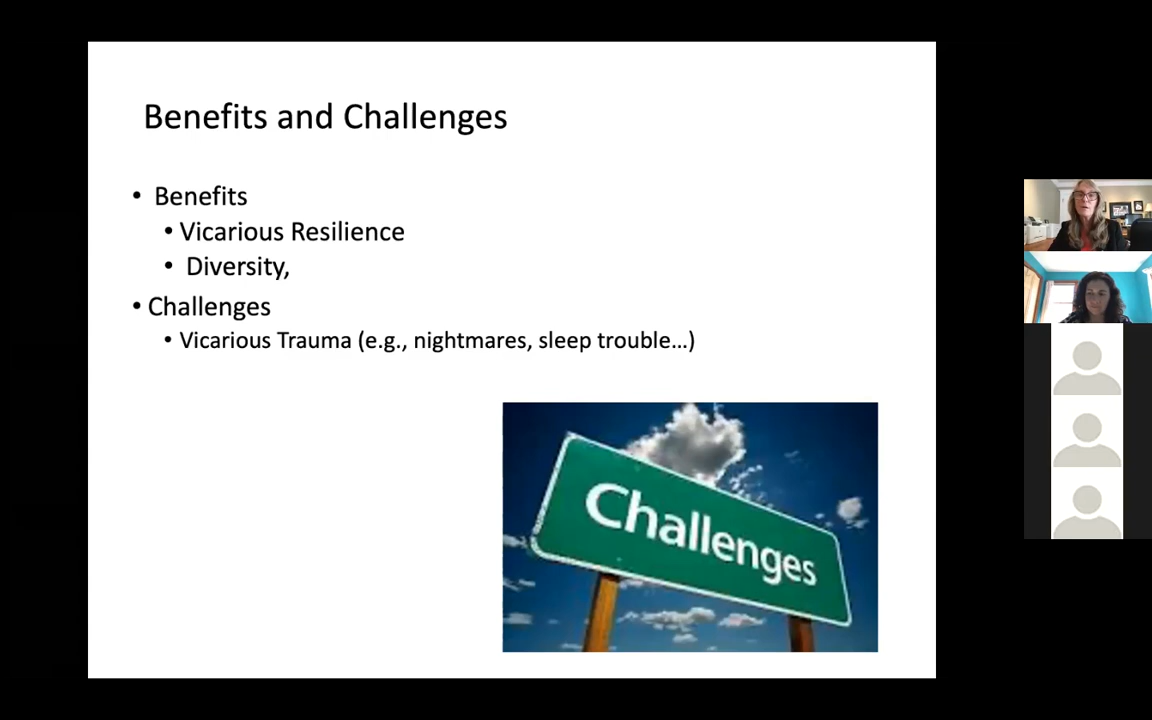 Benefits and Challenges
• Benefits
• Vicarious Resilience
• Diversity,
• Challenges
• Vicarious Trauma (e.g., nightmares, sleep trouble...)
Challenges